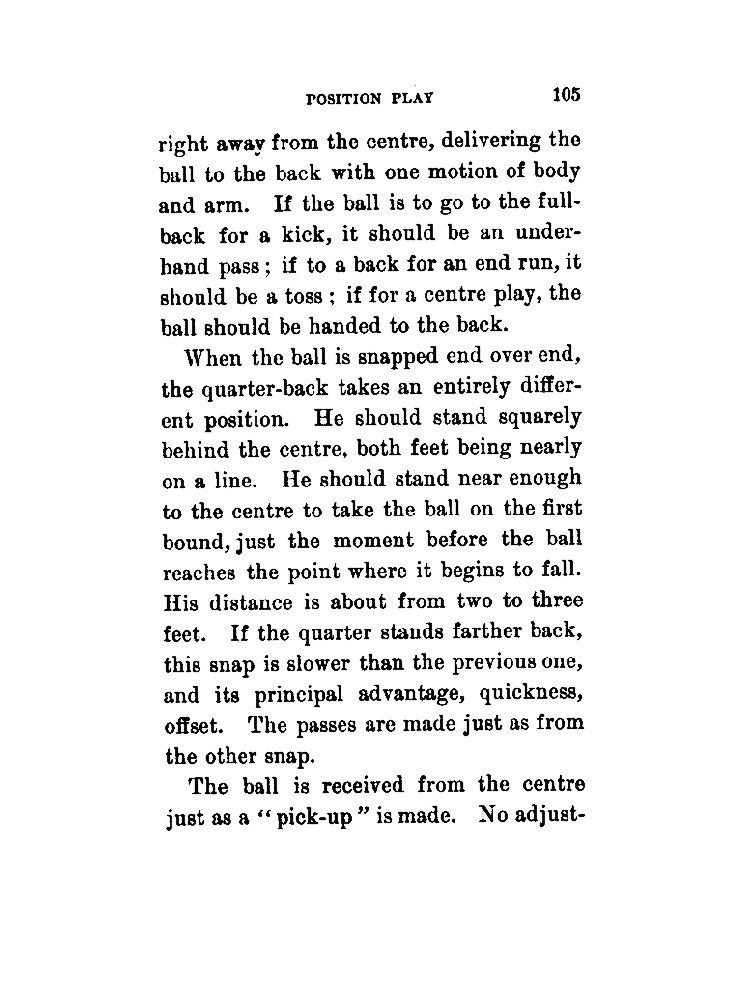 POSITION PLAY 105
right away from the centre, delivering the
ball to the back with one motion of body
and arm. If the ball is to go to the full-
back for a kick, it should be an under-
hand pass; if to a back for an end run, it
should be a toss; if for a centre play, the
ball should be handed to the back.
When the ball is snapped end over end,
the quarter-back takes an entirely differ-
ent position. He should stand squarely
behind the centre, both feet being nearly
on a line. He should stand near enough
to the centre to take the ball on the first
bound, just the moment before the ball
reaches the point where it begins to fall.
His distance is about from two to three
feet. If the quarter stands farther back,
this snap is slower than the previous one,
and its principal advantage, quickness,
offset. The passes are made just as from
the other snap.
The ball is received from the centre
just as a “pick-up” is made. No adjust-